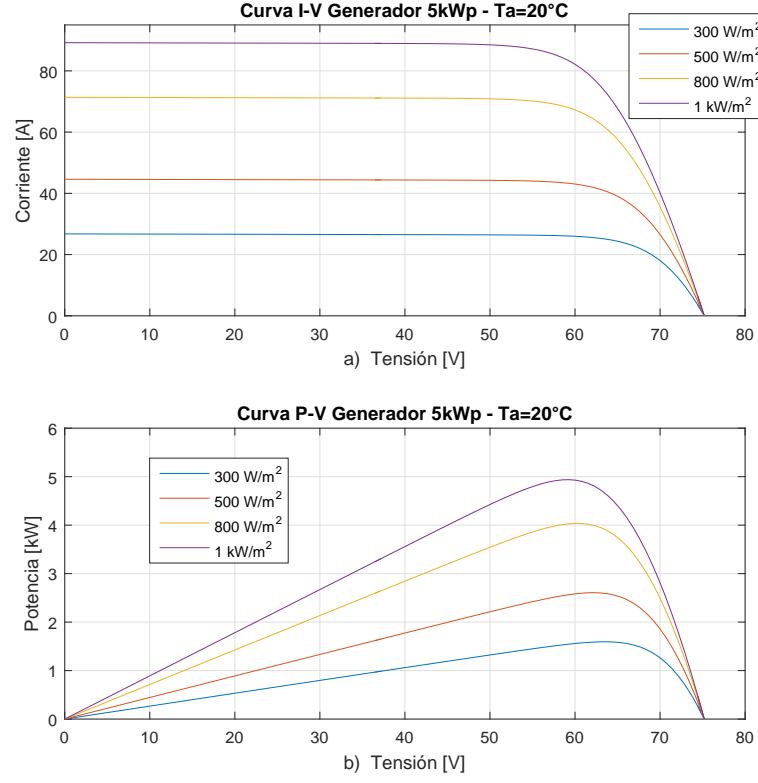 Curva I-V Generador 5kWp - Ta=20°C
300 W/m²
500 W/m²
800 W/m²
1 kW/m²
Corriente [A]
80
60
40
20
0
0 10 20 30 40 50 60 70 80
a) Tensión [V]
Curva P-V Generador 5kWp - Ta=20°C
300 W/m²
500 W/m²
800 W/m²
1 kW/m²
Potencia [kW]
6
5
4
3
2
1
0
0 10 20 30 40 50 60 70 80
b) Tensión [V]